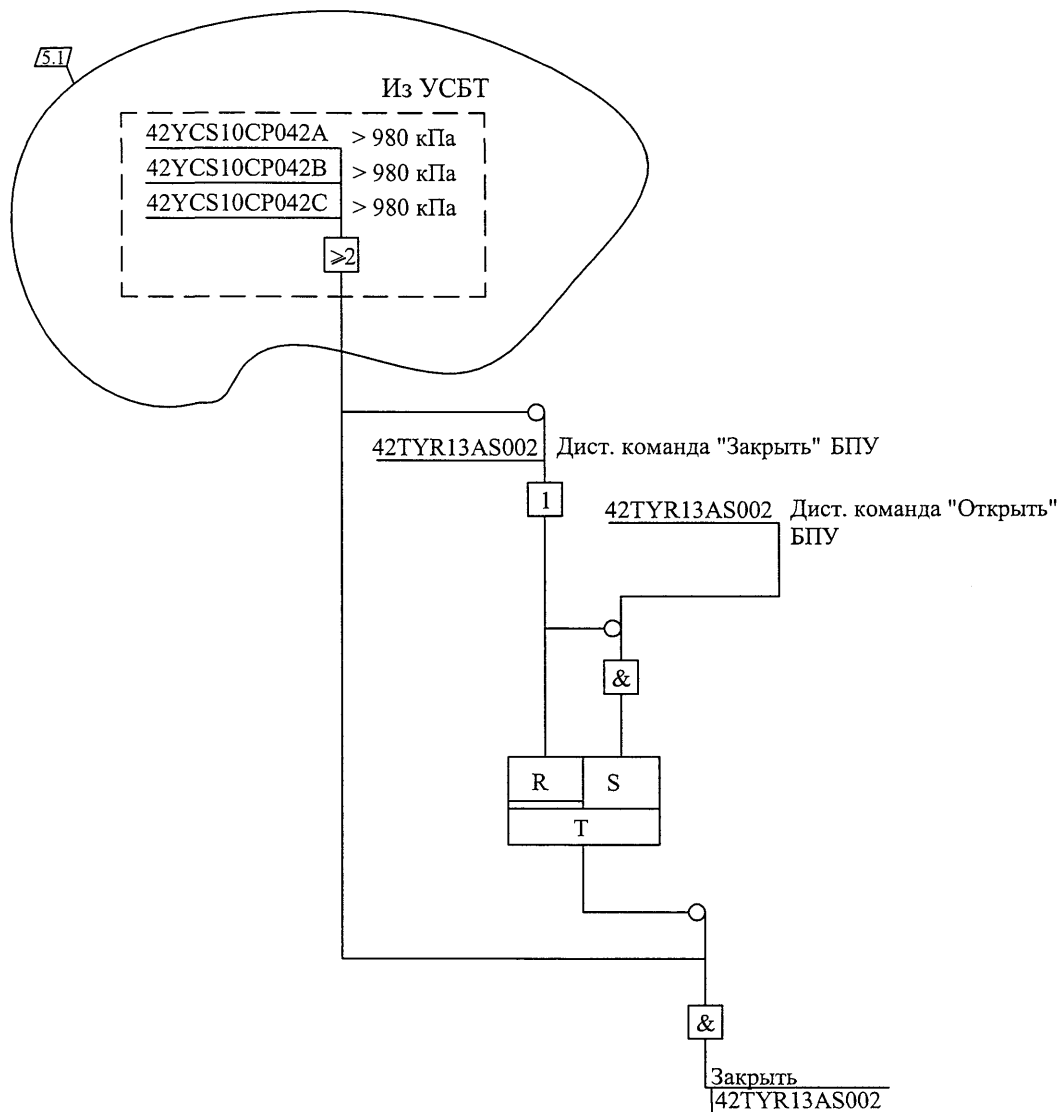 5.1
Из УСБТ
42YCS10CP042A > 980 кПа
42YCS10CP042B > 980 кПа
42YCS10CP042C > 980 кПа
⩾2
42TYR13AS002 Дист. команда "Закрыть" БПУ
1
42TYR13AS002 Дист. команда "Открыть"
БПУ
&
R S
T
&
Закрыть
42TYR13AS002